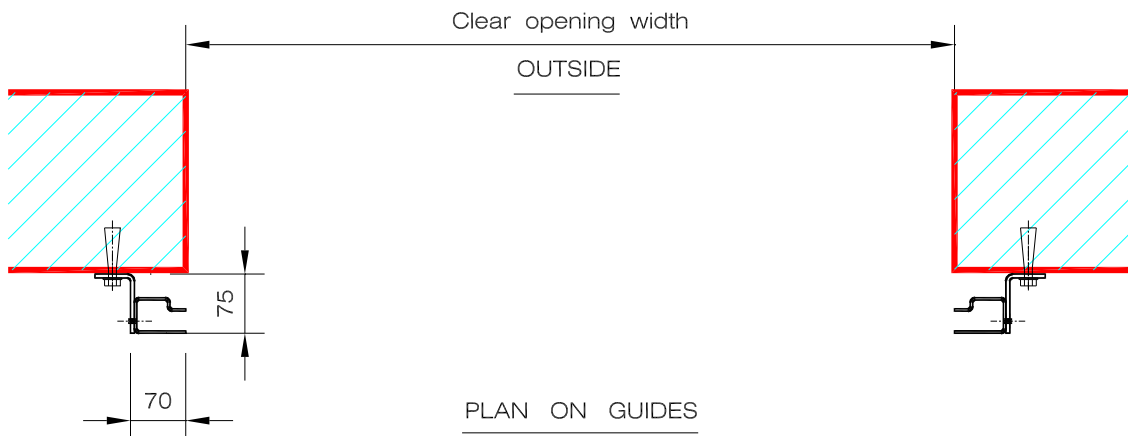 Clear opening width
OUTSIDE
75
70
PLAN ON GUIDES